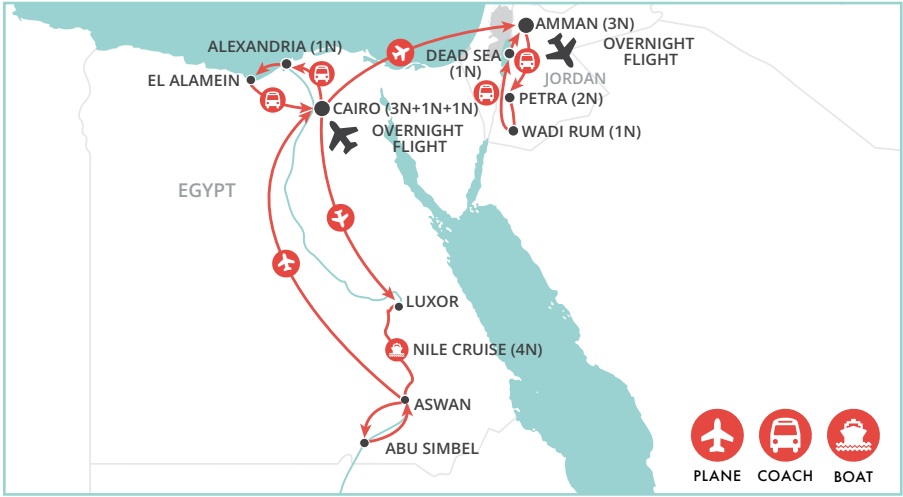 AMMAN (3N)
OVERNIGHT
FLIGHT
ALEXANDRIA (1N)
DEAD SEA
(1N)
JORDAN
EL ALAMEIN
PETRA (2N)
CAIRO (3N+1N+1N)
OVERNIGHT
FLIGHT
WADI RUM (1N)
EGYPT
LUXOR
NILE CRUISE (4N)
ASWAN
ABU SIMBEL
PLANE
COACH
BOAT